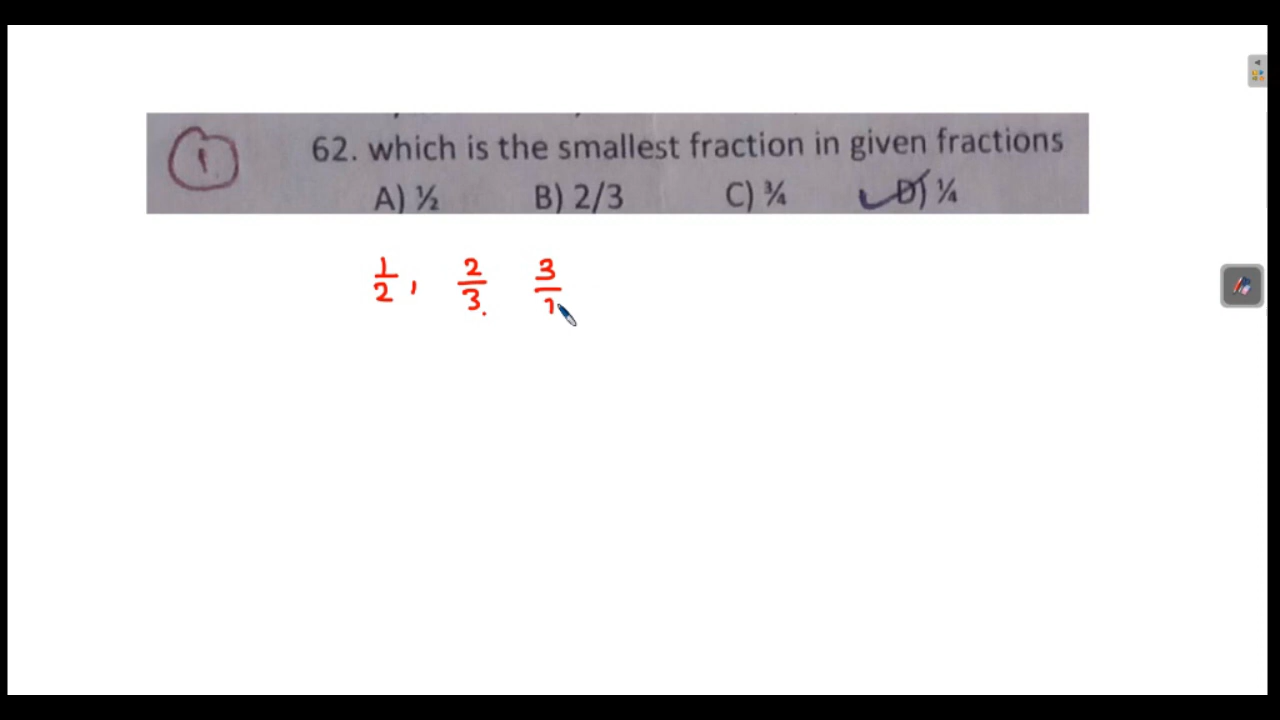 1
62. which is the smallest fraction in given fractions
A) ½ B) 2/3 C) ¾ D) ¼
1/2, 2/3. 3/